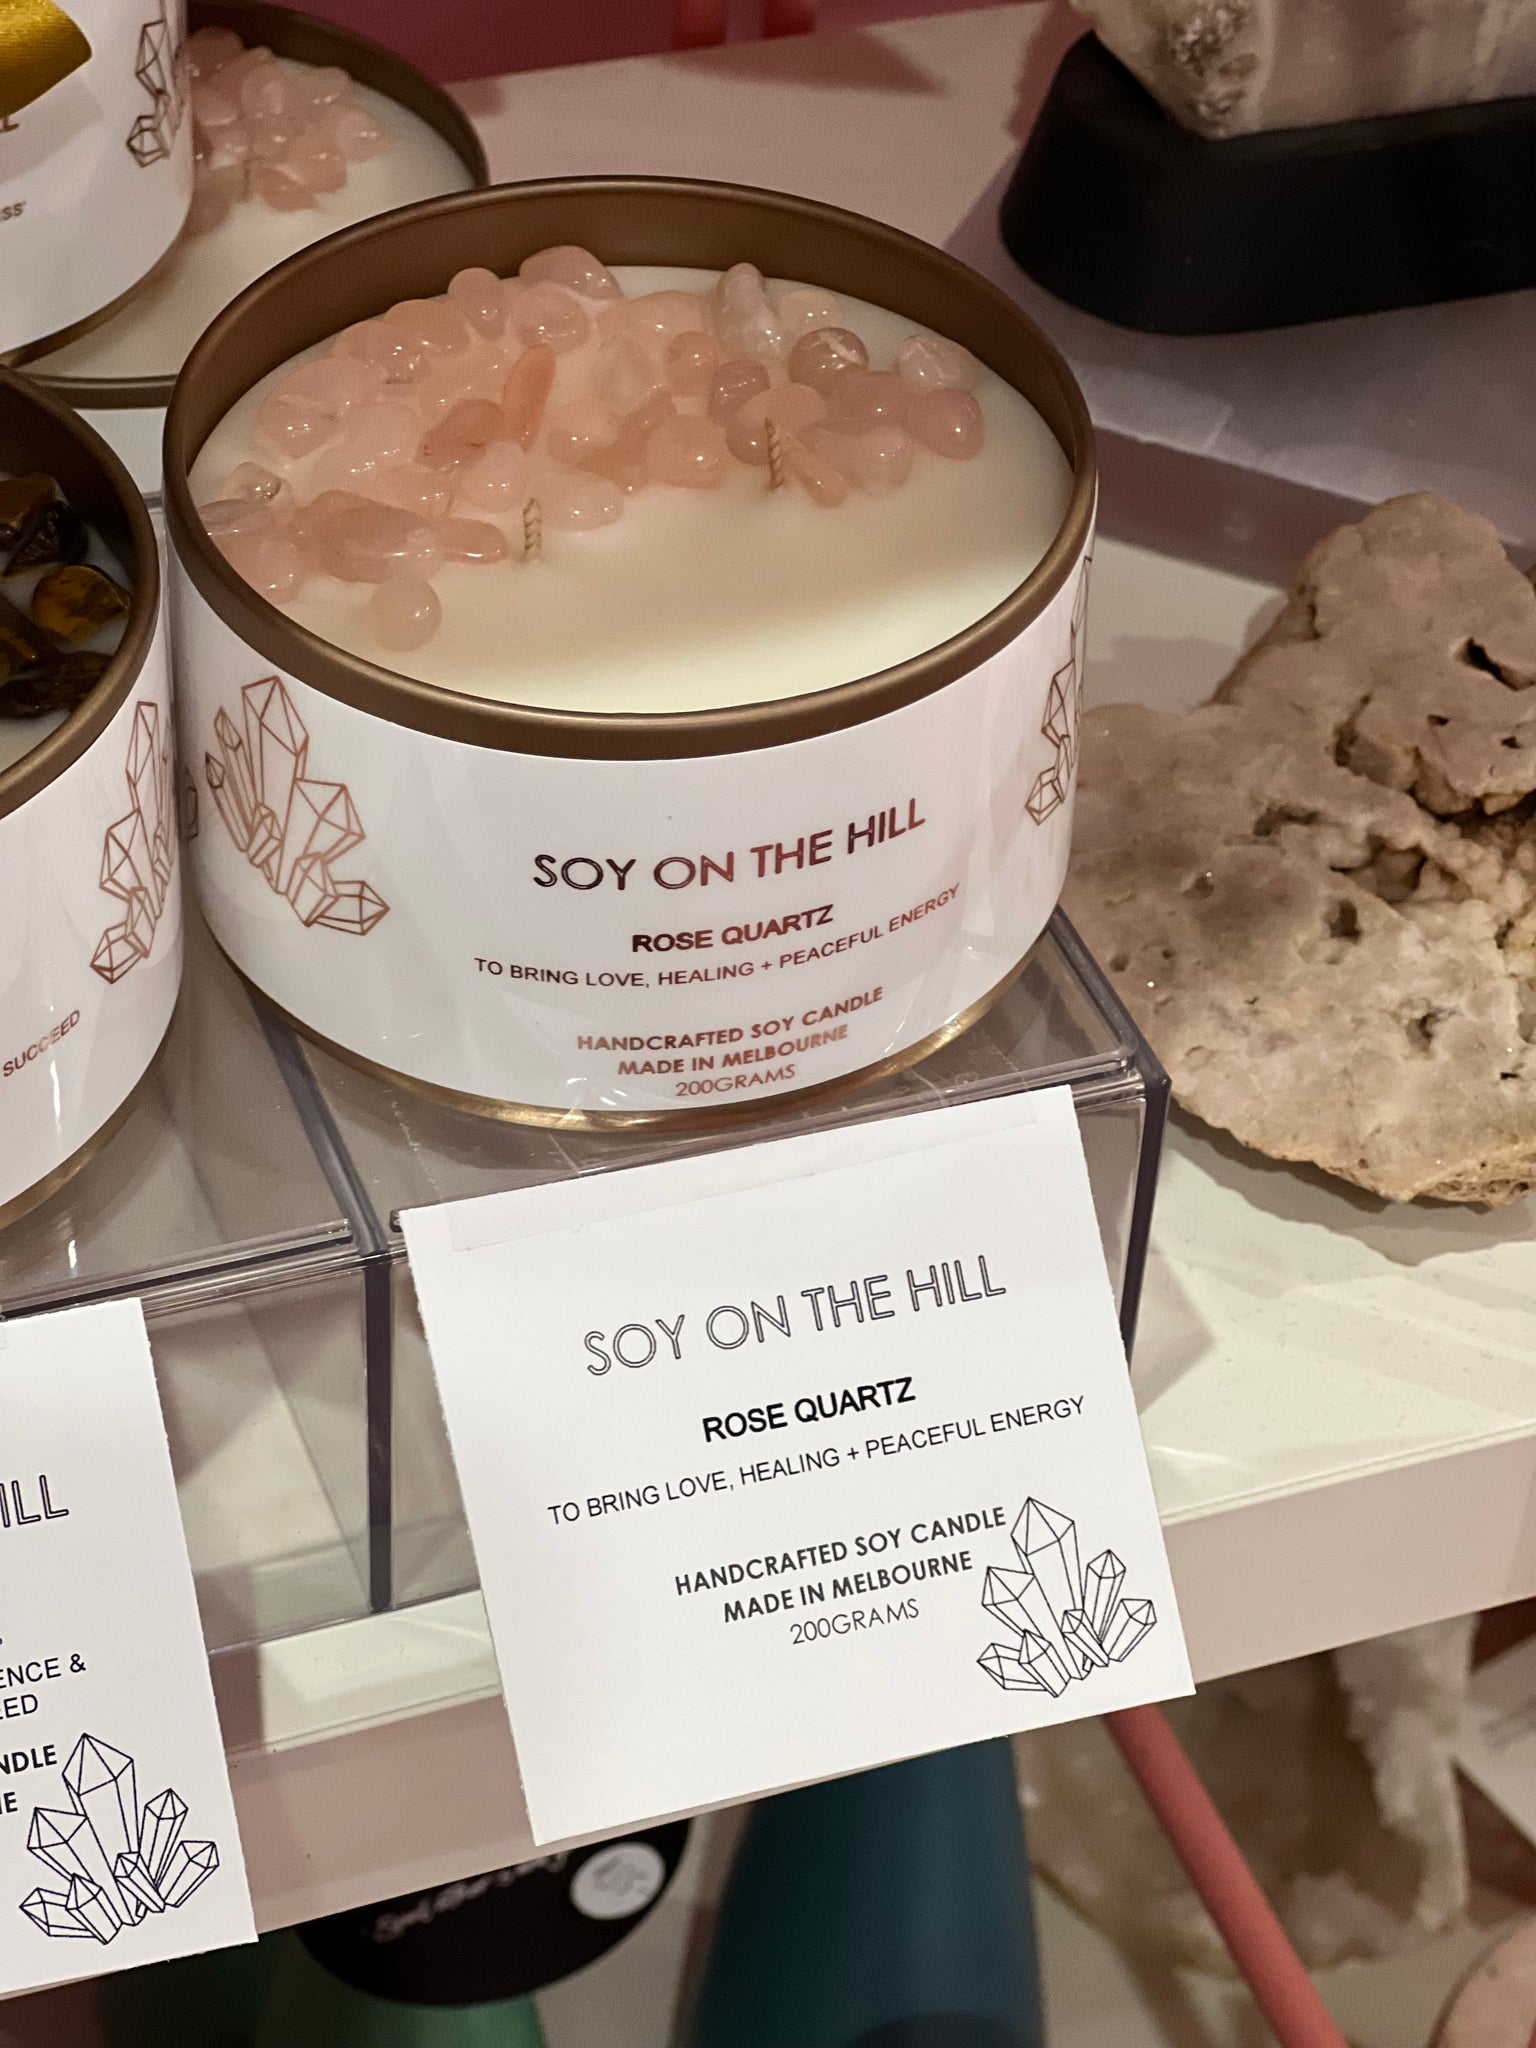 SOY ON THE HILL
ROSE QUARTZ
TO BRING LOVE, HEALING + PEACEFUL ENERGY
HANDCRAFTED SOY CANDLE
MADE IN MELBOURNE
200GRAMS
SUCCEED
SOY ON THE HILL
ROSE QUARTZ
TO BRING LOVE, HEALING + PEACEFUL ENERGY
HANDCRAFTED SOY CANDLE
MADE IN MELBOURNE
200GRAMS
ILL
ENCE &
EED
NDLE
NE